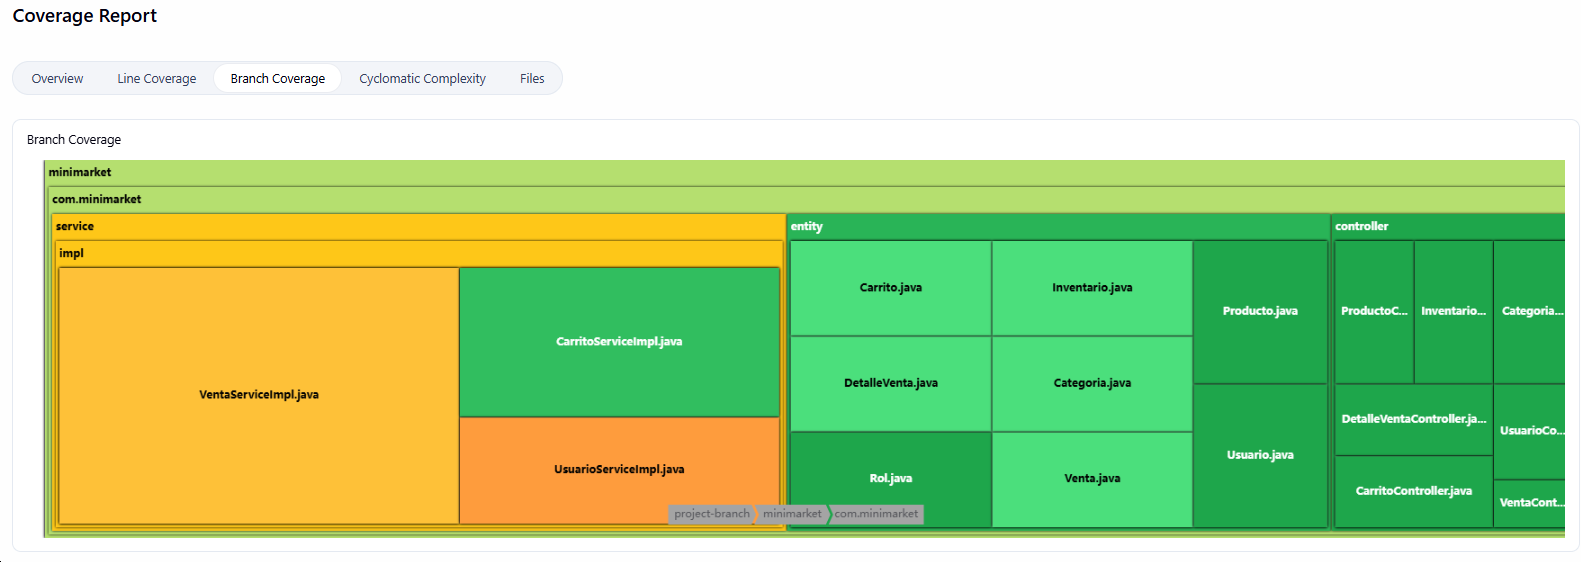 Coverage Report
Overview Line Coverage Branch Coverage Cyclomatic Complexity Files
Branch Coverage
minimarket
com.minimarket
service entity controller
impl
VentaServiceImpl.java
CarritoServiceImpl.java
UsuarioServiceImpl.java
Carrito.java
Inventario.java
Producto.java
DetalleVenta.java
Categoria.java
Rol.java
Venta.java
Usuario.java
ProductoC...
Inventario...
Categoria...
DetalleVentaController.ja...
UsuarioCo...
CarritoController.java
VentaCont...
project-branch minimarket com.minimarket